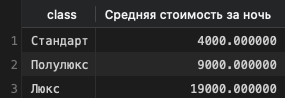 class Средняя стоимость за ночь
1 Стандарт 4000.000000
2 Полулюкс 9000.000000
3 Люкс 19000.000000